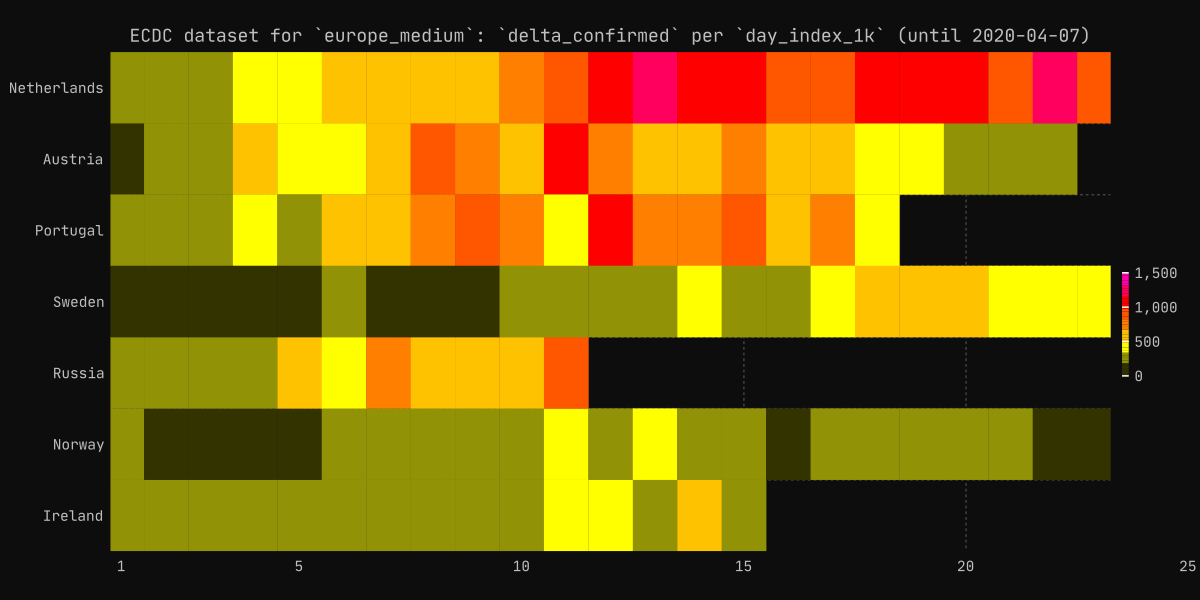 ECDC dataset for `europe_medium`: `delta_confirmed` per `day_index_1k` (until 2020-04-07)
Netherlands
Austria
Portugal
Sweden
Russia
Norway
Ireland
1,500
1,000
500
0
1 5 10 15 20 25